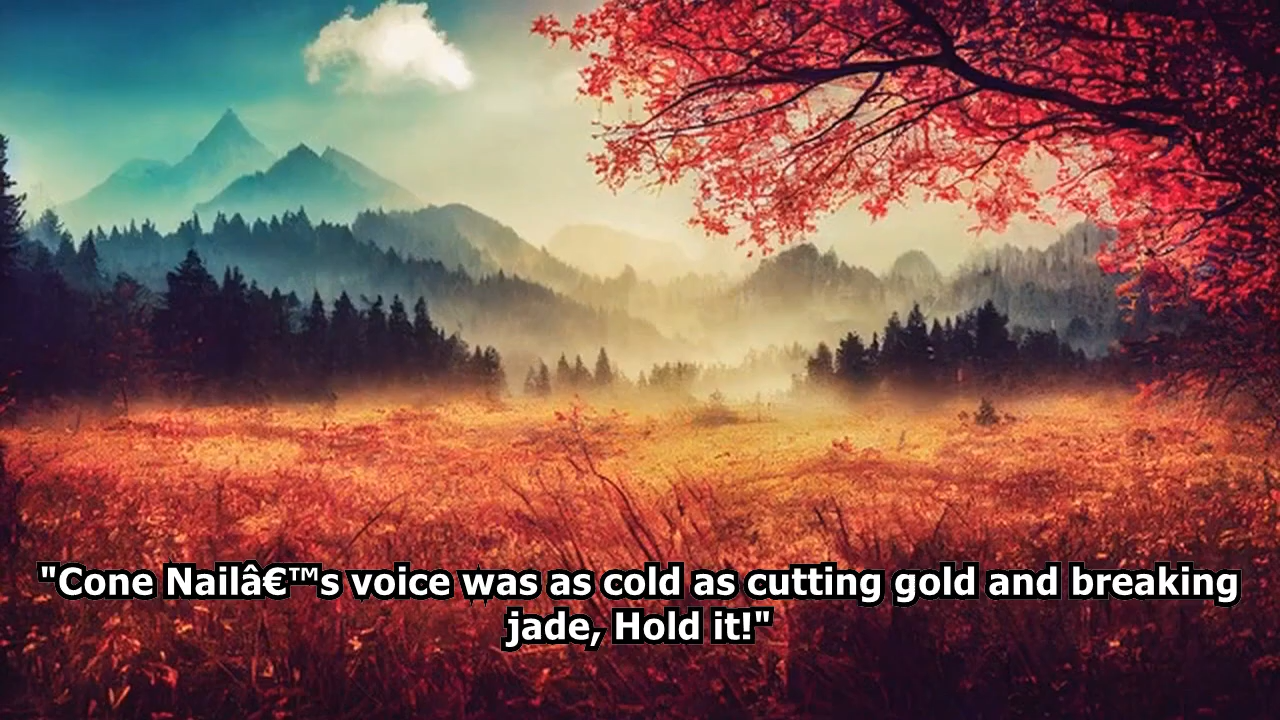 "Cone Nailâ€™s voice was as cold as cutting gold and breaking
jade, Hold it!"